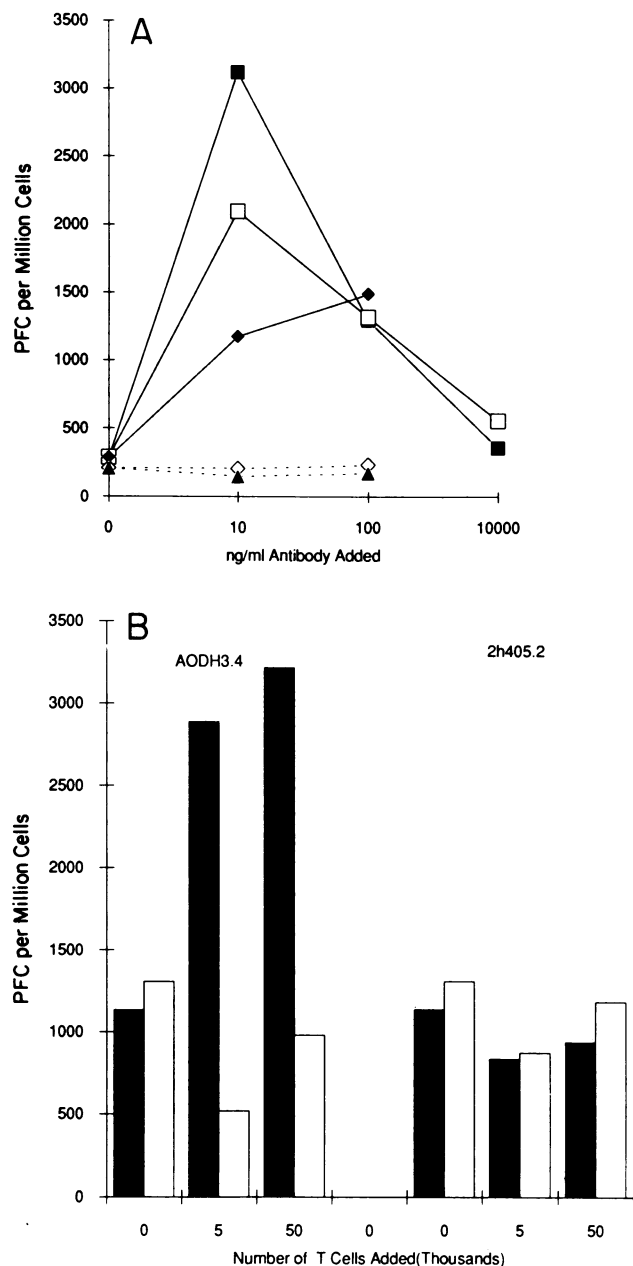 A
3500
3000
2500
2000
1500
1000
500
0
PFC per Million Cells
0 10 100 10000
ng/ml Antibody Added
B
AODH3.4
2h405.2
3500
3000
2500
2000
1500
1000
500
0
PFC per Million Cells
0 5 50 0 0 5 50
Number of T Cells Added(Thousands)